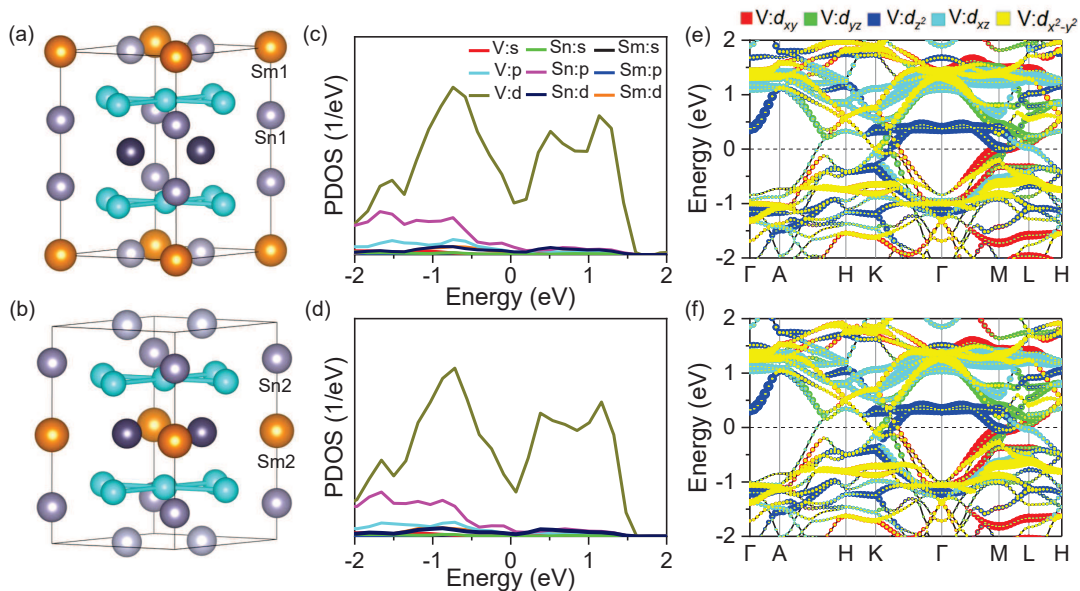 V:dxy V:dyz V:dz² V:dxz V:dx²-y²
(a)
Sm1
Sn1
(b)
Sn2
Sm2
(c)
V:s Sn:s Sm:s
V:p Sn:p Sm:p
V:d Sn:d Sm:d
PDOS (1/eV)
-2 -1 0 1 2
Energy (eV)
(d)
PDOS (1/eV)
-2 -1 0 1 2
Energy (eV)
(e)
Energy (eV)
2
1
0
-1
-2
Γ A H K Γ M L H
(f)
Energy (eV)
2
1
0
-1
-2
Γ A H K Γ M L H